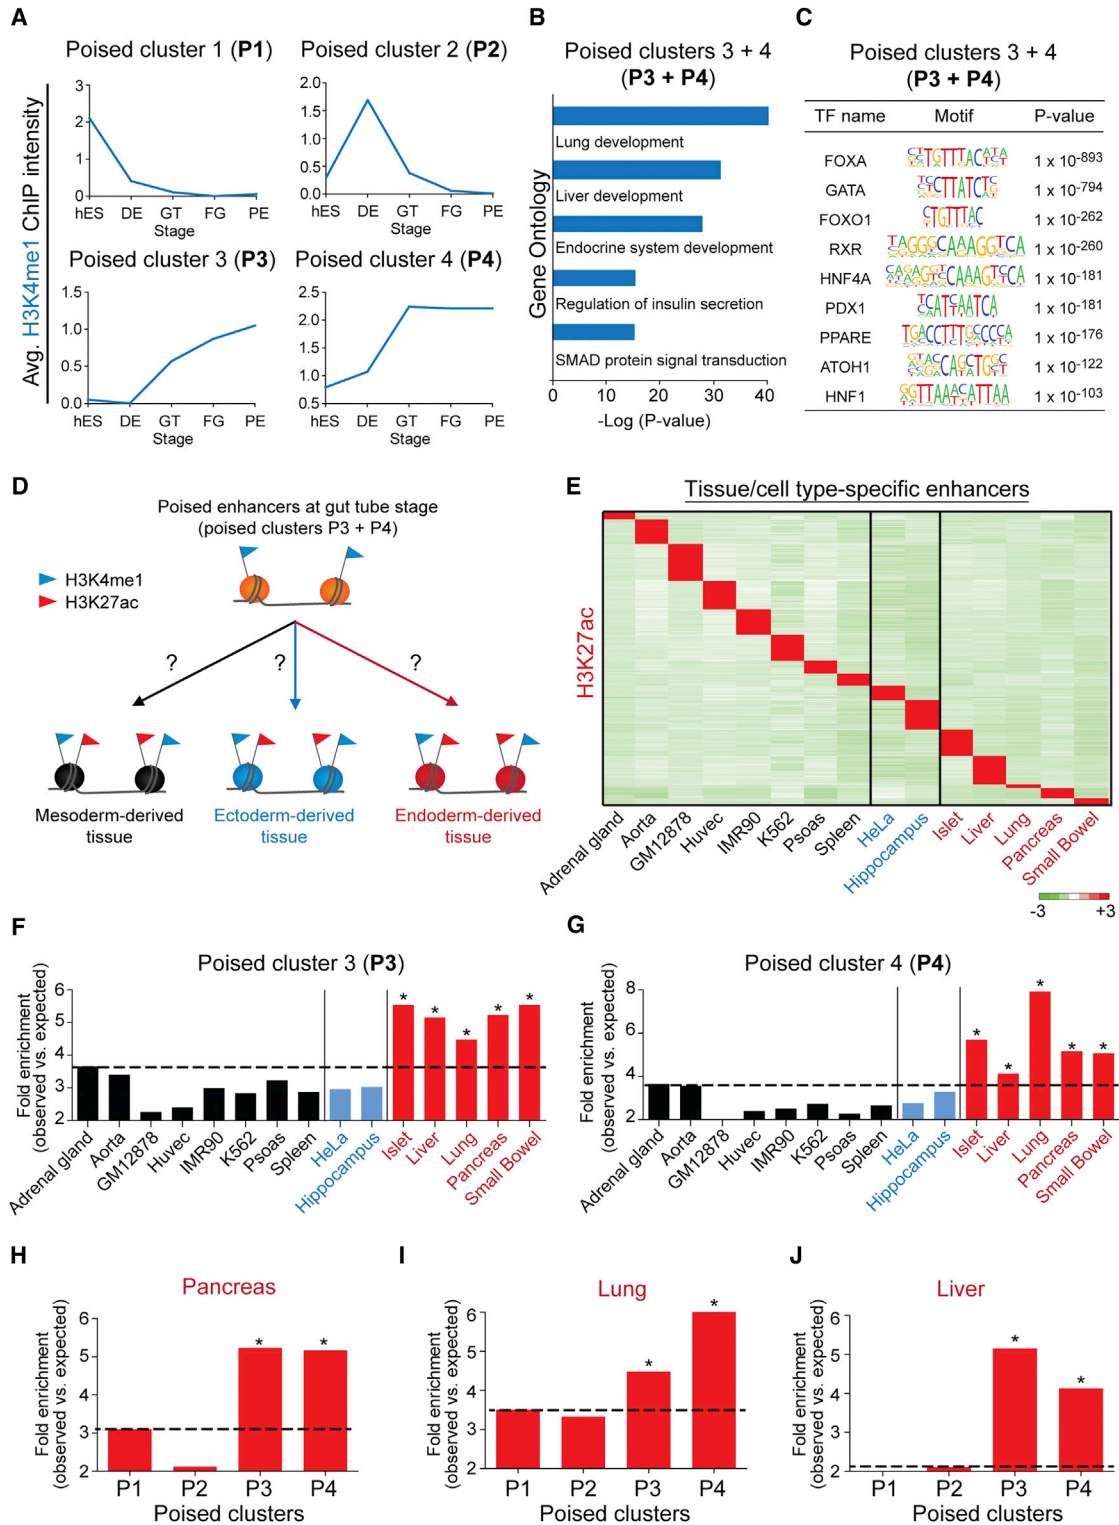 A
Poised cluster 1 (P1)
Poised cluster 2 (P2)
Avg. H3K4me1 ChIP intensity
3
2
1
0
hES DE GT FG PE
Stage
2.0
1.5
1.0
0.5
0.0
hES DE GT FG PE
Stage
Poised cluster 3 (P3)
Poised cluster 4 (P4)
1.5
1.0
0.5
0.0
hES DE GT FG PE
Stage
2.5
2.0
1.5
1.0
0.5
hES DE GT FG PE
Stage
B
Poised clusters 3 + 4
(P3 + P4)
Gene Ontology
Lung development
Liver development
Endocrine system development
Regulation of insulin secretion
SMAD protein signal transduction
0 10 20 30 40
-Log (P-value)
C
Poised clusters 3 + 4
(P3 + P4)
TF name Motif P-value
FOXA 1 x 10-893
GATA 1 x 10-794
FOXO1 1 x 10-262
RXR 1 x 10-260
HNF4A 1 x 10-181
PDX1 1 x 10-181
PPARE 1 x 10-176
ATOH1 1 x 10-122
HNF1 1 x 10-103
D
Poised enhancers at gut tube stage
(poised clusters P3 + P4)
H3K4me1
H3K27ac
? ? ?
Mesoderm-derived
tissue
Ectoderm-derived
tissue
Endoderm-derived
tissue
E
Tissue/cell type-specific enhancers
H3K27ac
Adrenal gland
Aorta
GM12878
Huvec
IMR90
K562
Psoas
Spleen
HeLa
Hippocampus
Islet
Liver
Lung
Pancreas
Small Bowel
-3 +3
F
Poised cluster 3 (P3)
Fold enrichment
(observed vs. expected)
6
5
4
3
2
* * * * *
Adrenal gland
Aorta
GM12878
Huvec
IMR90
K562
Psoas
Spleen
HeLa
Hippocampus
Islet
Liver
Lung
Pancreas
Small Bowel
G
Poised cluster 4 (P4)
Fold enrichment
(observed vs. expected)
8
6
4
2
* * * * *
Adrenal gland
Aorta
GM12878
Huvec
IMR90
K562
Psoas
Spleen
HeLa
Hippocampus
Islet
Liver
Lung
Pancreas
Small Bowel
H
Pancreas
Fold enrichment
(observed vs. expected)
6
5
4
3
2
* *
P1 P2 P3 P4
Poised clusters
I
Lung
Fold enrichment
(observed vs. expected)
6
5
4
3
2
* *
P1 P2 P3 P4
Poised clusters
J
Liver
Fold enrichment
(observed vs. expected)
6
5
4
3
2
* *
P1 P2 P3 P4
Poised clusters